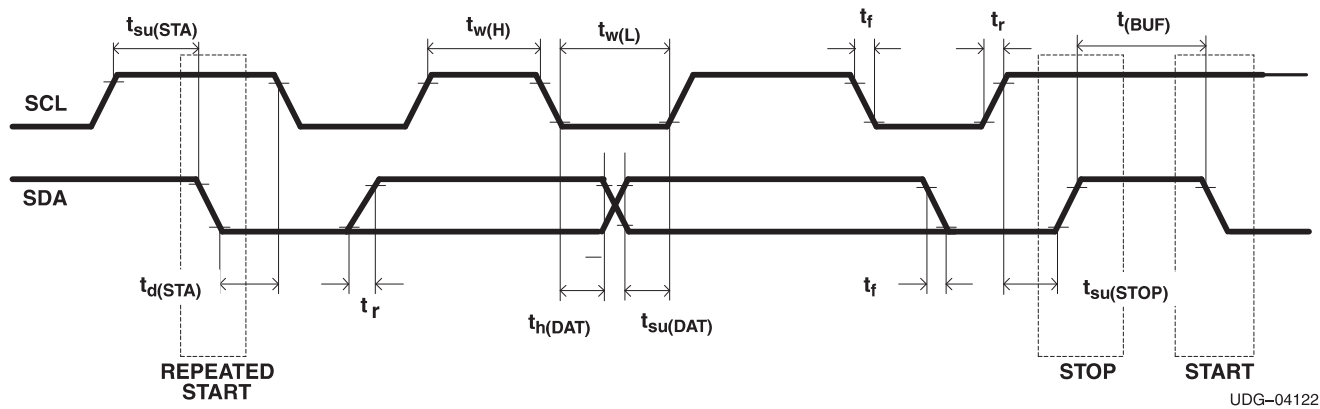 tsu(STA)
tw(H)
tw(L)
tf
tr
t(BUF)
SCL
SDA
td(STA)
tr
th(DAT)
tsu(DAT)
tf
tsu(STOP)
REPEATED
START
STOP
START
UDG–04122